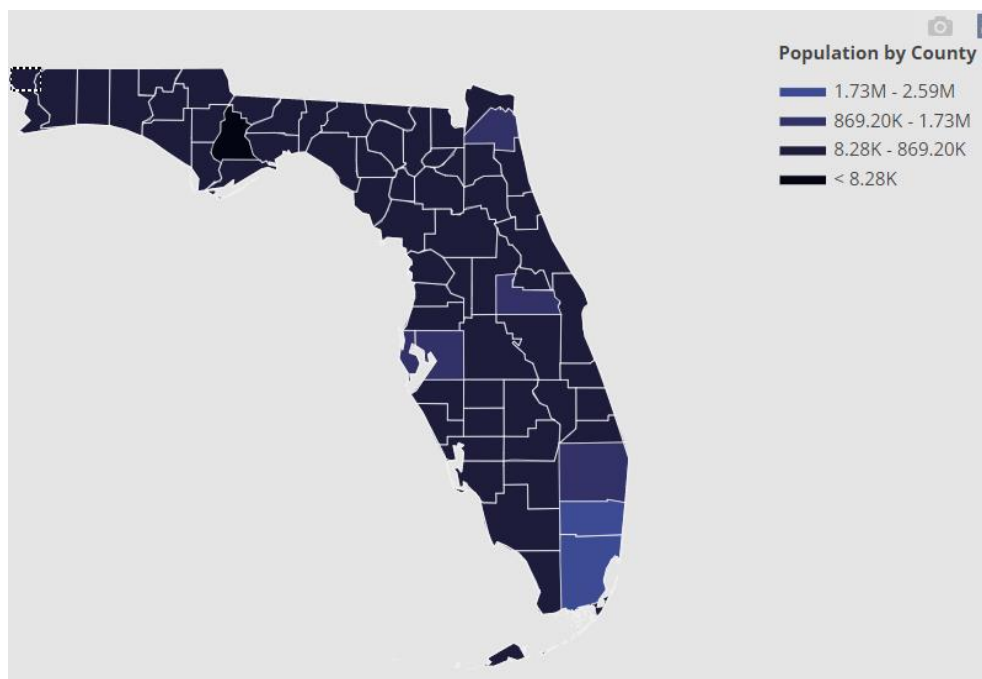 Population by County
1.73M - 2.59M
869.20K - 1.73M
8.28K - 869.20K
< 8.28K